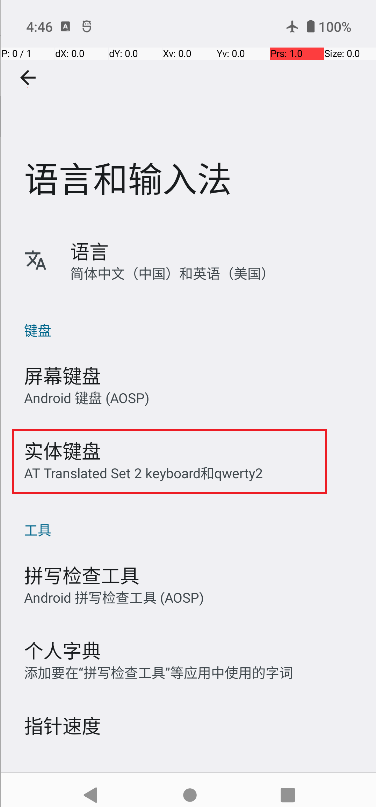 4:46
100%
P: 0 / 1 dX: 0.0 dY: 0.0 Xv: 0.0 Yv: 0.0 Prs: 1.0 Size: 0.0
语言和输入法
语言
简体中文（中国）和英语（美国）
键盘
屏幕键盘
Android 键盘 (AOSP)
实体键盘
AT Translated Set 2 keyboard和qwerty2
工具
拼写检查工具
Android 拼写检查工具 (AOSP)
个人字典
添加要在“拼写检查工具”等应用中使用的字词
指针速度